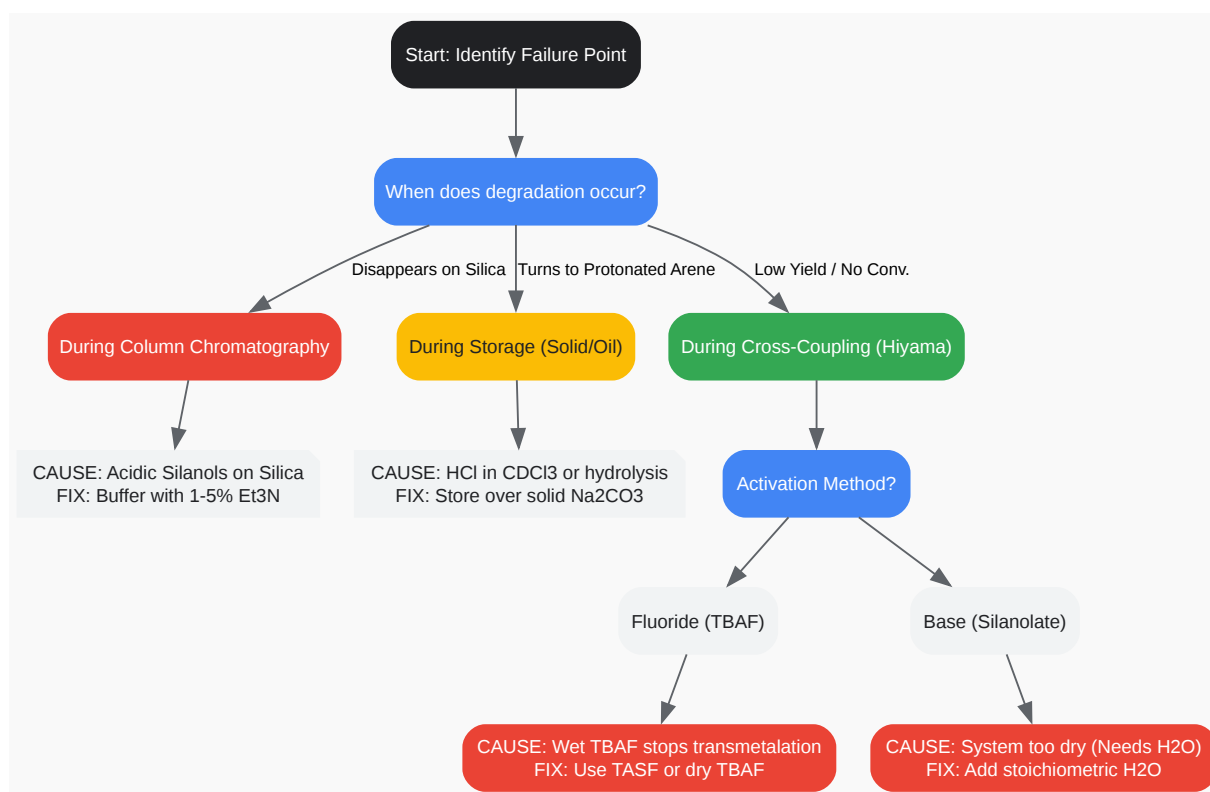 Start: Identify Failure Point
When does degradation occur?
Disappears on Silica
Turns to Protonated Arene
Low Yield / No Conv.
During Column Chromatography
During Storage (Solid/Oil)
During Cross-Coupling (Hiyama)
CAUSE: Acidic Silanols on Silica
FIX: Buffer with 1-5% Et3N
CAUSE: HCl in CDCl3 or hydrolysis
FIX: Store over solid Na2CO3
Activation Method?
Fluoride (TBAF)
Base (Silanolate)
CAUSE: Wet TBAF stops transmetalation
FIX: Use TASF or dry TBAF
CAUSE: System too dry (Needs H2O)
FIX: Add stoichiometric H2O